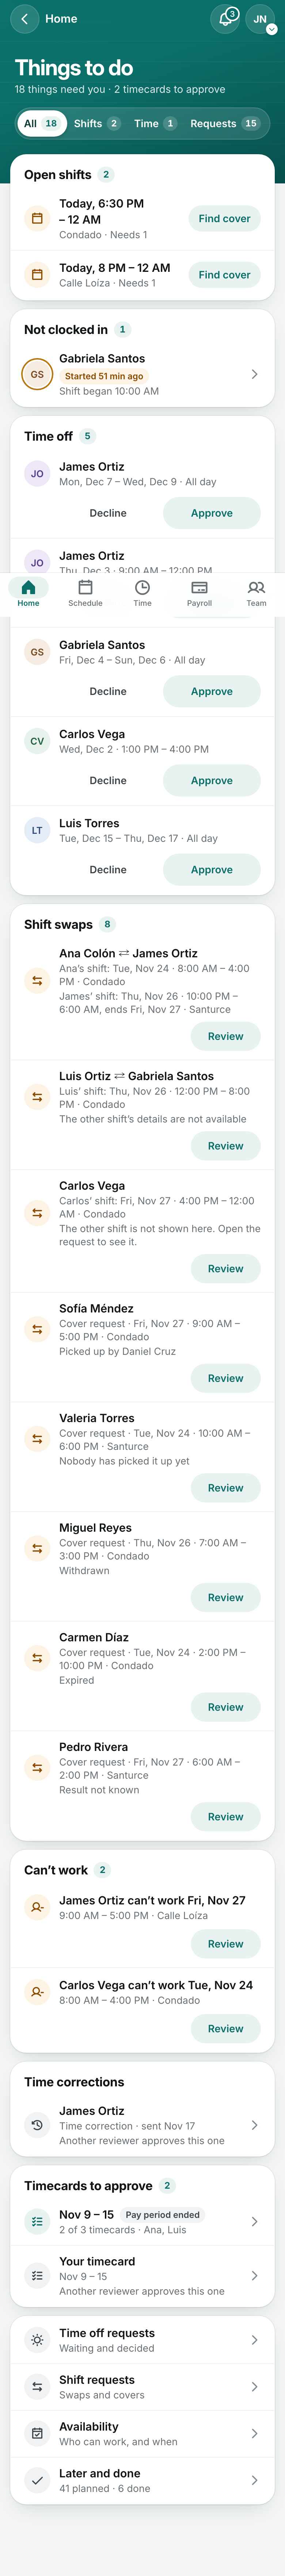 Home
3
JN
Things to do
18 things need you · 2 timecards to approve
All 18
Shifts 2
Time 1
Requests 15
Open shifts 2
Today, 6:30 PM
– 12 AM
Condado · Needs 1
Find cover
Today, 8 PM – 12 AM
Calle Loíza · Needs 1
Find cover
Not clocked in 1
GS
Gabriela Santos
Started 51 min ago
Shift began 10:00 AM
Time off 5
JO
James Ortiz
Mon, Dec 7 – Wed, Dec 9 · All day
Decline
Approve
JO
James Ortiz
Thu, Dec 3 · 9:00 AM – 12:00 PM
Home
Schedule
Time
Payroll
Team
GS
Gabriela Santos
Fri, Dec 4 – Sun, Dec 6 · All day
Decline
Approve
CV
Carlos Vega
Wed, Dec 2 · 1:00 PM – 4:00 PM
Decline
Approve
LT
Luis Torres
Tue, Dec 15 – Thu, Dec 17 · All day
Decline
Approve
Shift swaps 8
Ana Colón ⇄ James Ortiz
Ana’s shift: Tue, Nov 24 · 8:00 AM – 4:00
PM · Condado
James’ shift: Thu, Nov 26 · 10:00 PM –
6:00 AM, ends Fri, Nov 27 · Santurce
Review
Luis Ortiz ⇄ Gabriela Santos
Luis’ shift: Thu, Nov 26 · 12:00 PM – 8:00
PM · Condado
The other shift’s details are not available
Review
Carlos Vega
Carlos’ shift: Fri, Nov 27 · 4:00 PM – 12:00
AM · Condado
The other shift is not shown here. Open the
request to see it.
Review
Sofía Méndez
Cover request · Fri, Nov 27 · 9:00 AM –
5:00 PM · Condado
Picked up by Daniel Cruz
Review
Valeria Torres
Cover request · Tue, Nov 24 · 10:00 AM –
6:00 PM · Santurce
Nobody has picked it up yet
Review
Miguel Reyes
Cover request · Thu, Nov 26 · 7:00 AM –
3:00 PM · Condado
Withdrawn
Review
Carmen Díaz
Cover request · Tue, Nov 24 · 2:00 PM –
10:00 PM · Condado
Expired
Review
Pedro Rivera
Cover request · Fri, Nov 27 · 6:00 AM –
2:00 PM · Santurce
Result not known
Review
Can’t work 2
James Ortiz can’t work Fri, Nov 27
9:00 AM – 5:00 PM · Calle Loíza
Review
Carlos Vega can’t work Tue, Nov 24
8:00 AM – 4:00 PM · Condado
Review
Time corrections
James Ortiz
Time correction · sent Nov 17
Another reviewer approves this one
Timecards to approve 2
Nov 9 – 15 Pay period ended
2 of 3 timecards · Ana, Luis
Your timecard
Nov 9 – 15
Another reviewer approves this one
Time off requests
Waiting and decided
Shift requests
Swaps and covers
Availability
Who can work, and when
Later and done
41 planned · 6 done